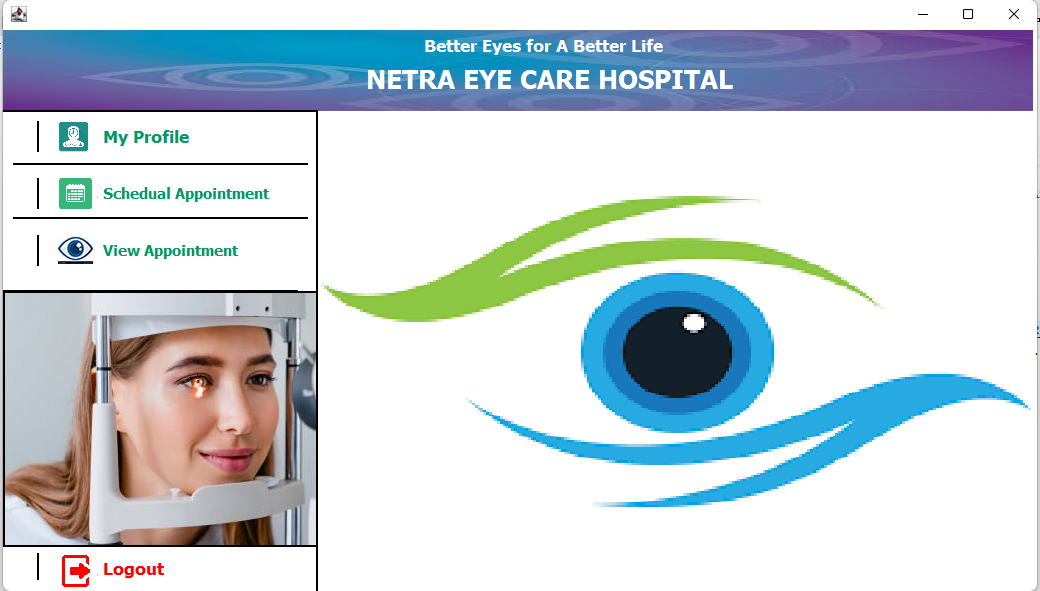 Better Eyes for A Better Life
NETRA EYE CARE HOSPITAL
My Profile
Schedual Appointment
View Appointment
Logout